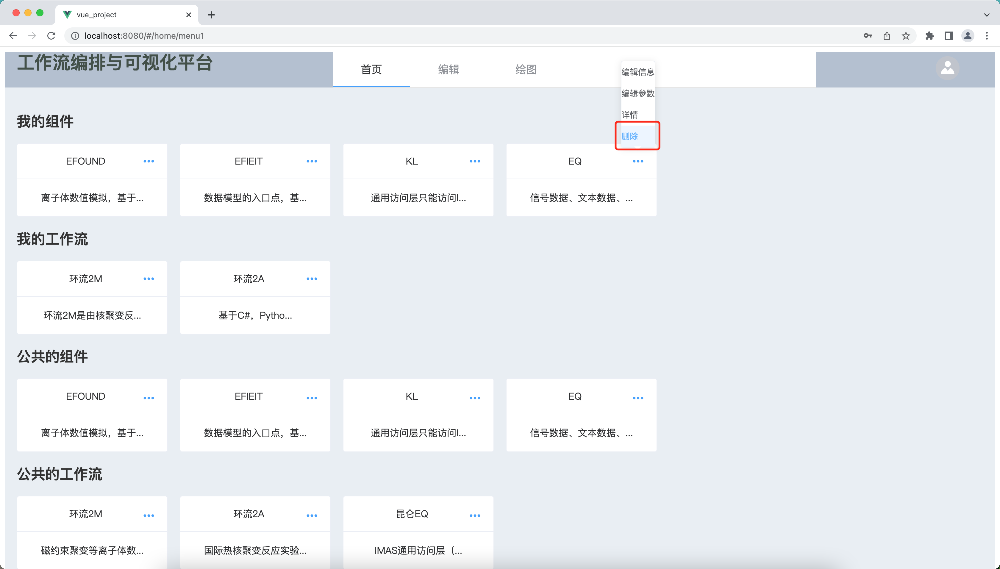 vue_project
localhost:8080/#/home/menu1
工作流编排与可视化平台
首页
编辑
绘图
编辑信息
编辑参数
详情
删除
我的组件
EFOUND
EFIEIT
KL
EQ
离子体数值模拟，基于...
数据模型的入口点，基...
通用访问层只能访问I...
信号数据、文本数据、...
我的工作流
环流2M
环流2A
环流2M是由核聚变反...
基于C#，Pytho...
公共的组件
EFOUND
EFIEIT
KL
EQ
离子体数值模拟，基于...
数据模型的入口点，基...
通用访问层只能访问I...
信号数据、文本数据、...
公共的工作流
环流2M
环流2A
昆仑EQ
磁约束聚变等离子体数...
国际热核聚变反应实验...
IMAS通用访问层（...